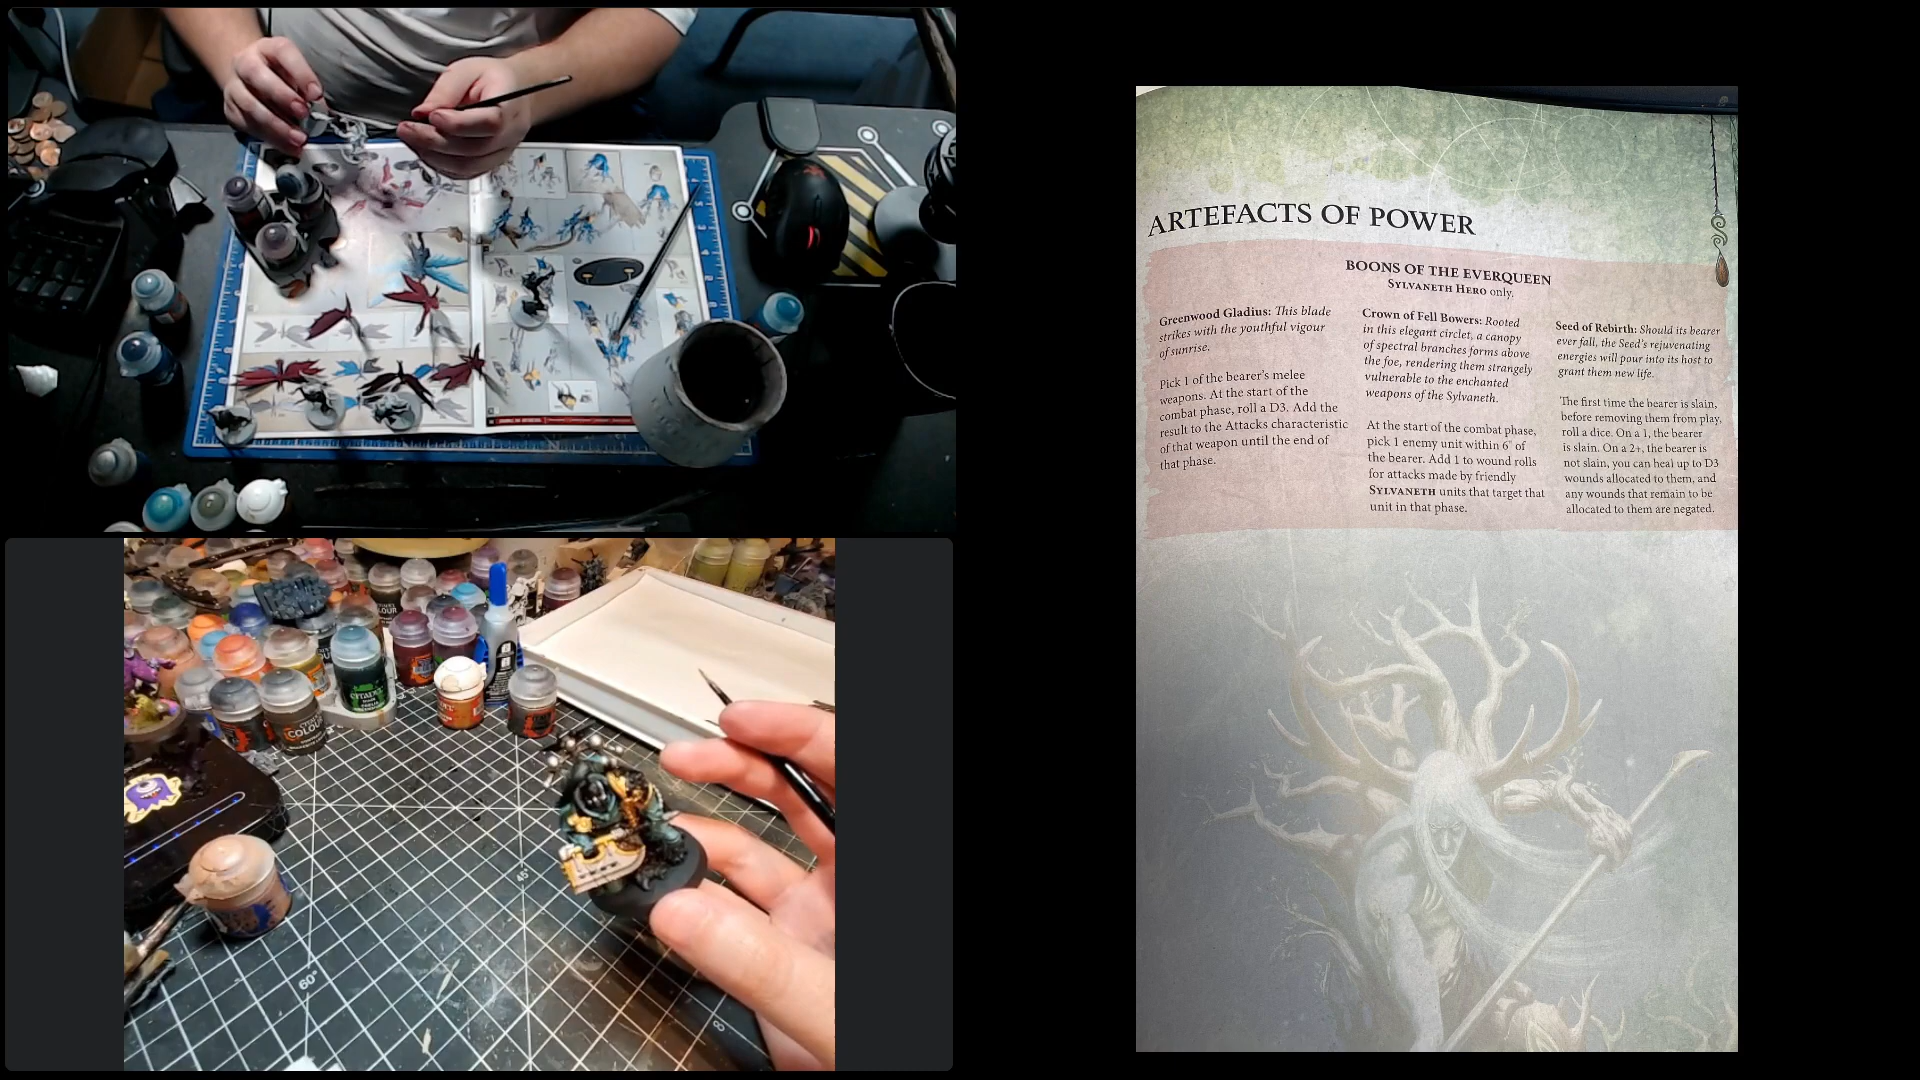 ARTEFACTS OF POWER
BOONS OF THE EVERQUEEN
SYLVANETH HERO only.
Greenwood Gladius: This blade
strikes with the youthful vigour
of sunrise.
Pick 1 of the bearer's melee
weapons. At the start of the
combat phase, roll a D3. Add the
result to the Attacks characteristic
of that weapon until the end of
that phase.
Crown of Fell Bowers: Rooted
in this elegant circlet, a canopy
of spectral branches forms above
the foe, rendering them strangely
vulnerable to the enchanted
weapons of the Sylvaneth.
At the start of the combat phase,
pick 1 enemy unit within 6" of
the bearer. Add 1 to wound rolls
for attacks made by friendly
SYLVANETH units that target that
unit in that phase.
Seed of Rebirth: Should its bearer
ever fall, the Seed's rejuvenating
energies will pour into its host to
grant them new life.
The first time the bearer is slain,
before removing them from play,
roll a dice. On a 1, the bearer
is slain. On a 2+, the bearer is
not slain, you can heal up to D3
wounds allocated to them, and
any wounds that remain to be
allocated to them are negated.
CITADEL
COLOUR
45°
60°
8